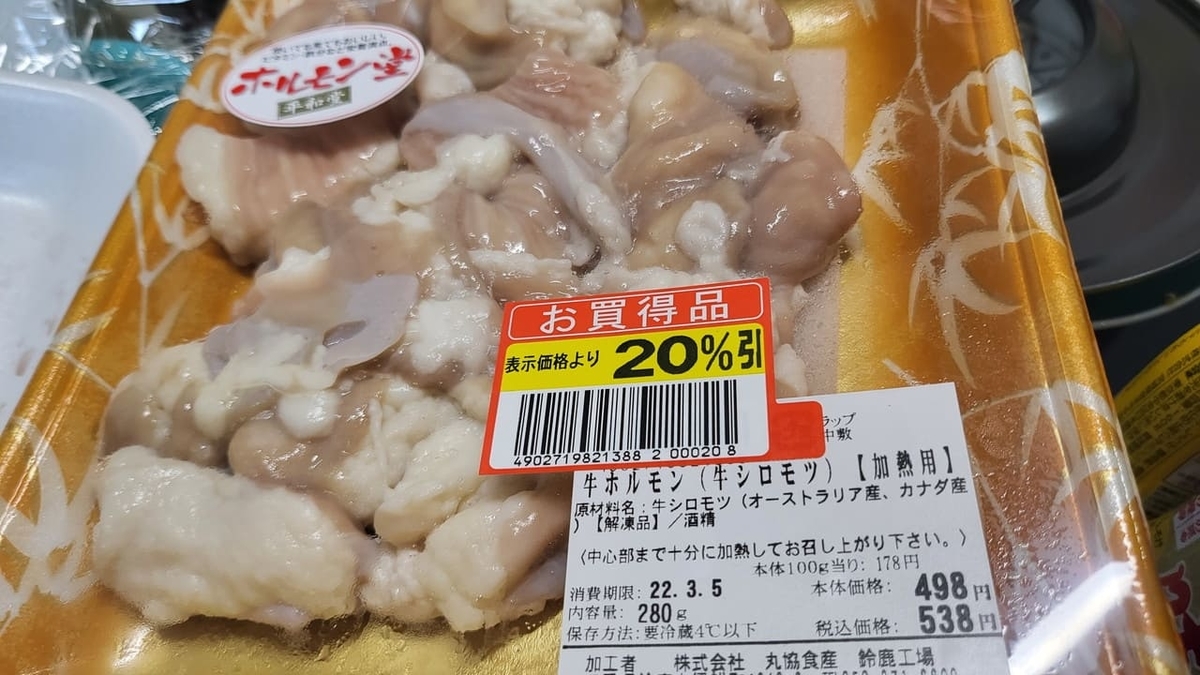 ホルモン堂
平和堂
お買得品
表示価格より 20%引
4902719821388 2 00020 8
ラップ
中敷
牛ホルモン(牛シロモツ)【加熱用】
原材料名:牛シロモツ(オーストラリア産、カナダ産
)【解凍品】/酒精
〈中心部まで十分に加熱してお召し上がり下さい。〉
本体100g当り: 178円
消費期限: 22. 3. 5 本体価格: 498円
内容量: 280g
保存方法:要冷蔵4℃以下 税込価格: 538円
加工者 株式会社 丸協食産 鈴鹿工場